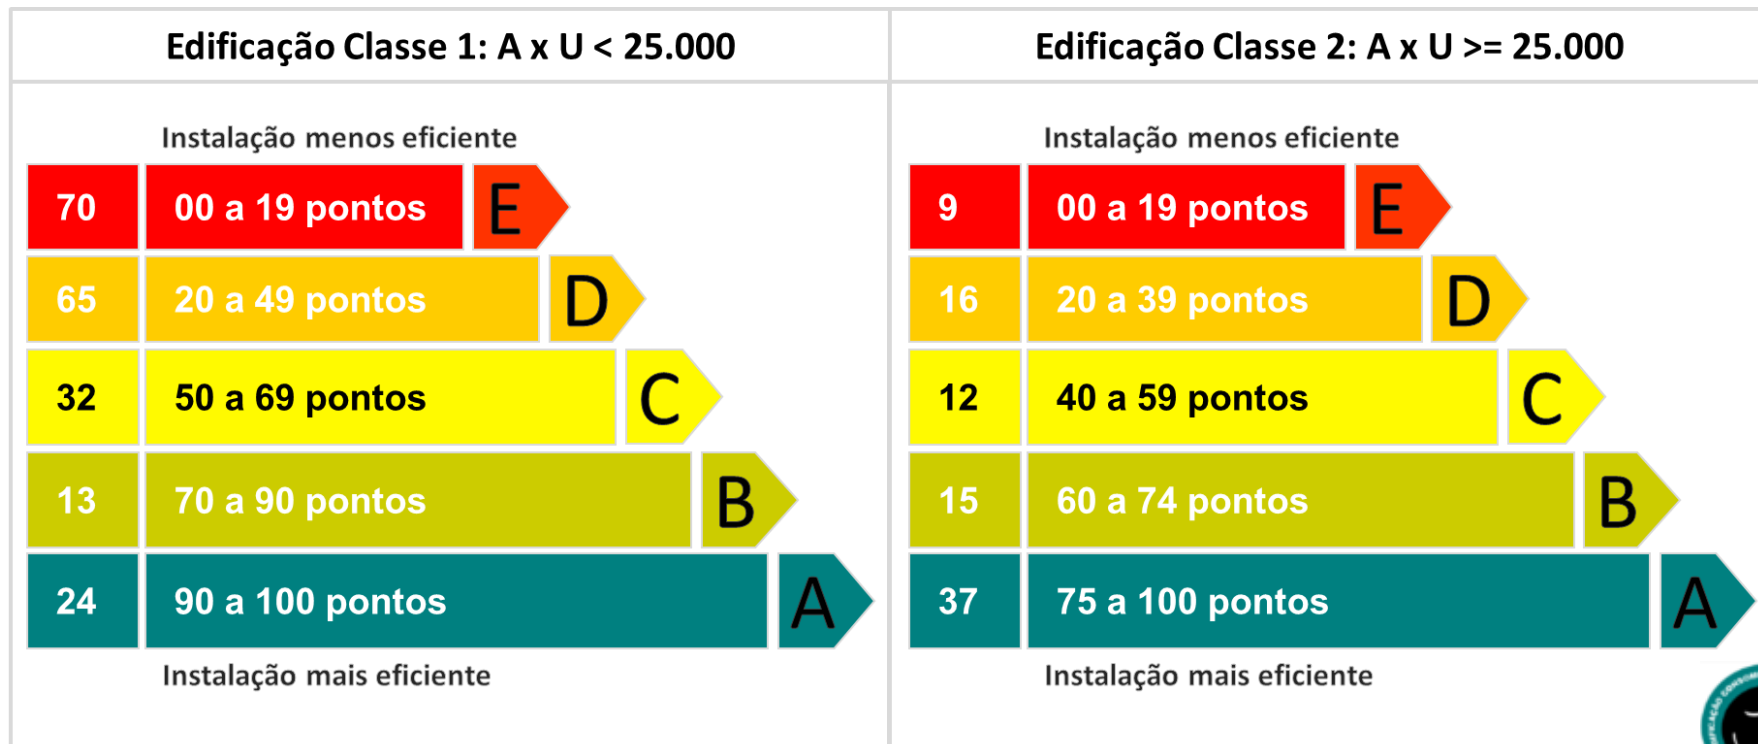 Edificação Classe 1: A x U < 25.000
Instalação menos eficiente
70 00 a 19 pontos E
65 20 a 49 pontos D
32 50 a 69 pontos C
13 70 a 90 pontos B
24 90 a 100 pontos A
Instalação mais eficiente
Edificação Classe 2: A x U >= 25.000
Instalação menos eficiente
9 00 a 19 pontos E
16 20 a 39 pontos D
12 40 a 59 pontos C
15 60 a 74 pontos B
37 75 a 100 pontos A
Instalação mais eficiente